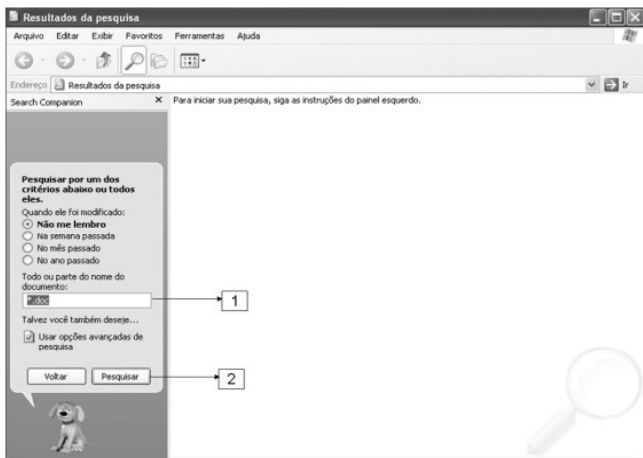 Resultados da pesquisa
Arquivo Editar Exibir Favoritos Ferramentas Ajuda
Endereço Resultados da pesquisa Ir
Search Companion
Para iniciar sua pesquisa, siga as instruções do painel esquerdo.
Pesquisar por um dos
critérios abaixo ou todos
eles.
Quando ele foi modificado:
Não me lembro
Na semana passada
No mês passado
No ano passado
Todo ou parte do nome do
documento:
*.doc
1
Talvez você também deseje...
Usar opções avançadas de
pesquisa
Voltar Pesquisar
2